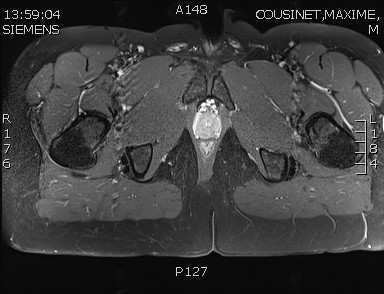 13:59:04
SIEMENS
A148
COUSINET,MAXIME,
M
R
1
7
6
L
1
8
4
P127